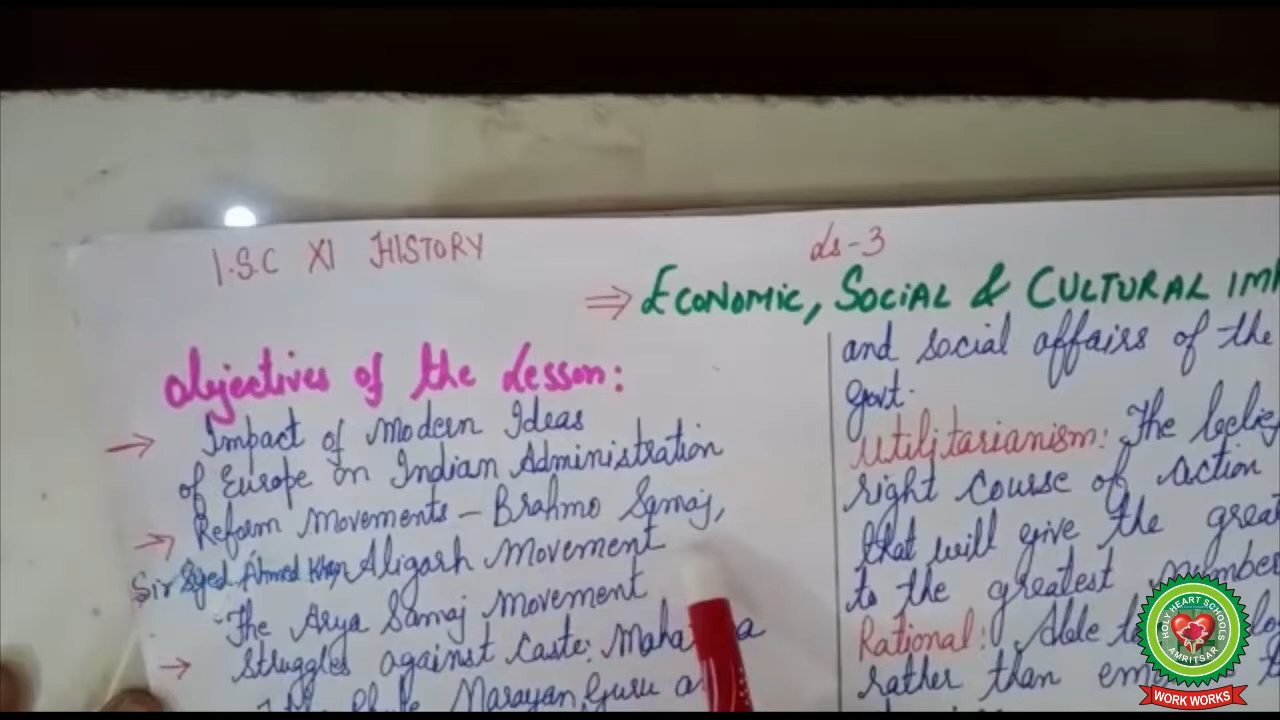 I.S.C XI HISTORY
Ls-3
⇒ ECONOMIC, SOCIAL & CULTURAL
Objectives of the Lesson:
→ Impact of Modern Ideas
of Europe on Indian Administration
→ Reform Movements - Brahmo Samaj,
Sir Syed Ahmed Khan Aligarh Movement
The Arya Samaj Movement
→ Struggles against Caste:
Narayan Guru
and social affairs of the
Govt.
Utilitarianism: The
right course of action
that will give the
to the greatest number
Rational: Able
rather than
HOLY HEART SCHOOLS
AMRITSAR
WORK WORKS